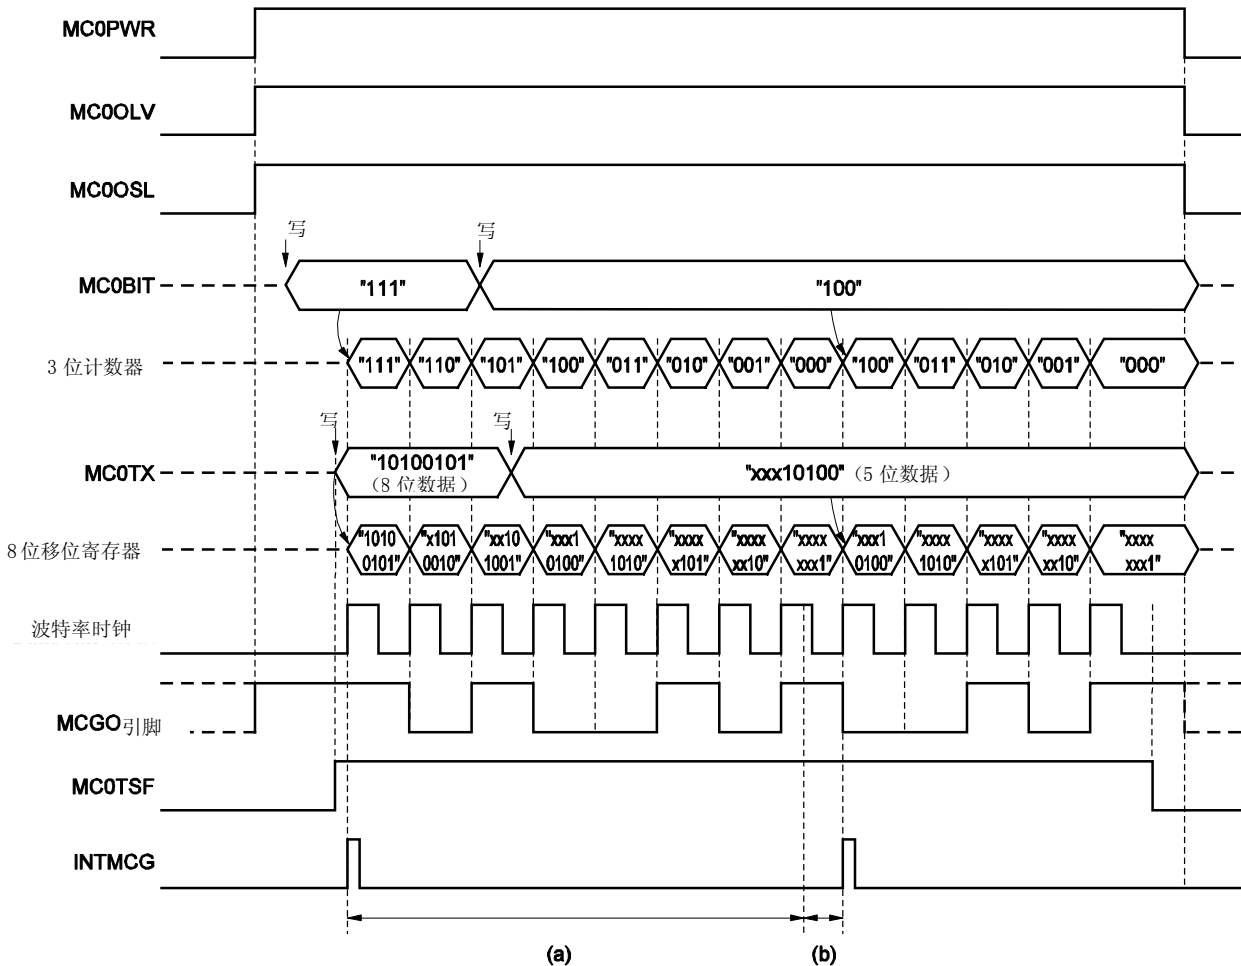 MC0PWR
MC0OLV
MC0OSL
写 写
MC0BIT "111" "100"
3 位计数器 "111" "110" "101" "100" "011" "010" "001" "000" "100" "011" "010" "001" "000"
写 写
MC0TX "10100101" "xxx10100"（5 位数据）
（8 位数据）
8 位移位寄存器 "1010 "x101 "xx10 "xxx1 "xxxx "xxxx "xxxx "xxxx "xxx1 "xxxx "xxxx "xxxx "xxxx
0101" 0010" 1001" 0100" 1010" x101" xx10" xxx1" 0100" 1010" x101" xx10" xxx1"
波特率时钟
MCGO引脚
MC0TSF
INTMCG
(a) (b)